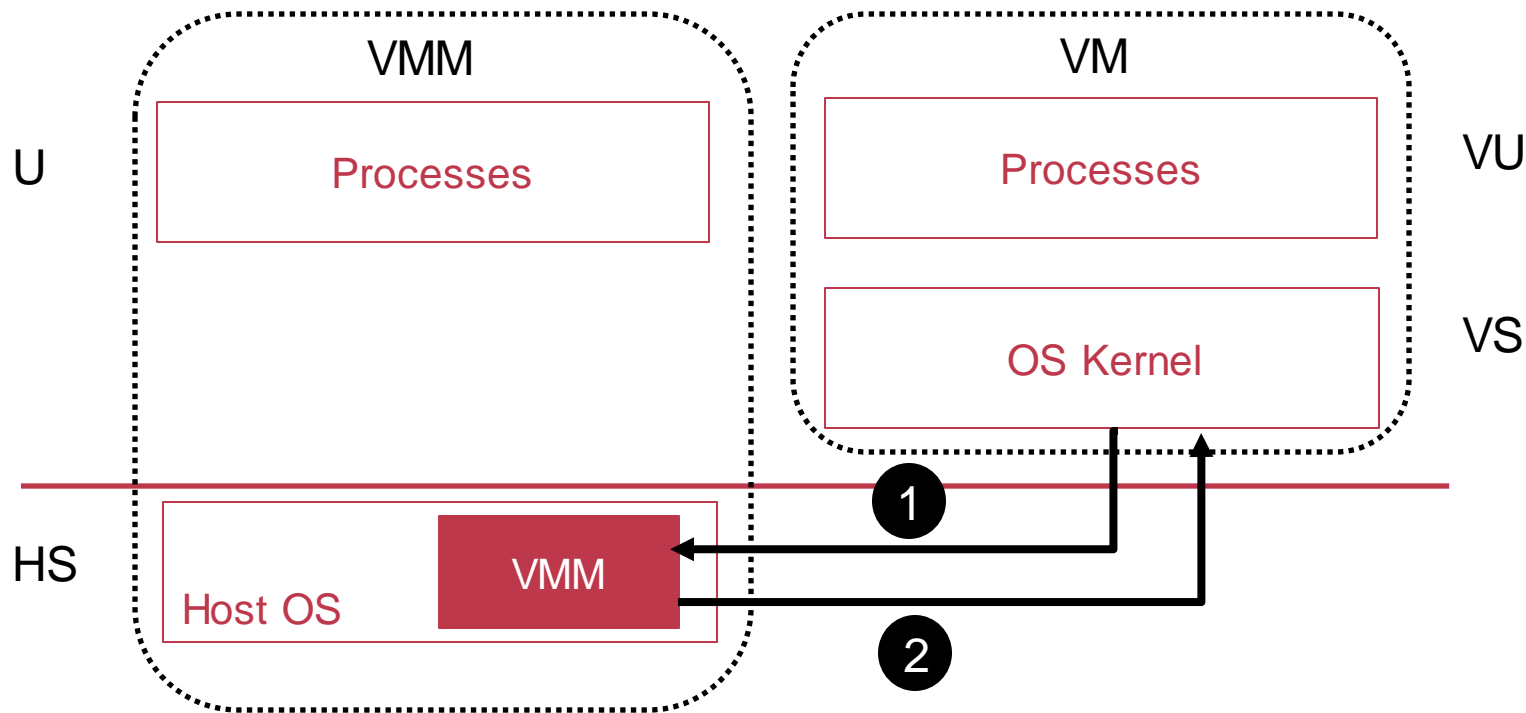 VMM
VM
U
Processes
Processes
VU
OS Kernel
VS
1
HS
VMM
Host OS
2